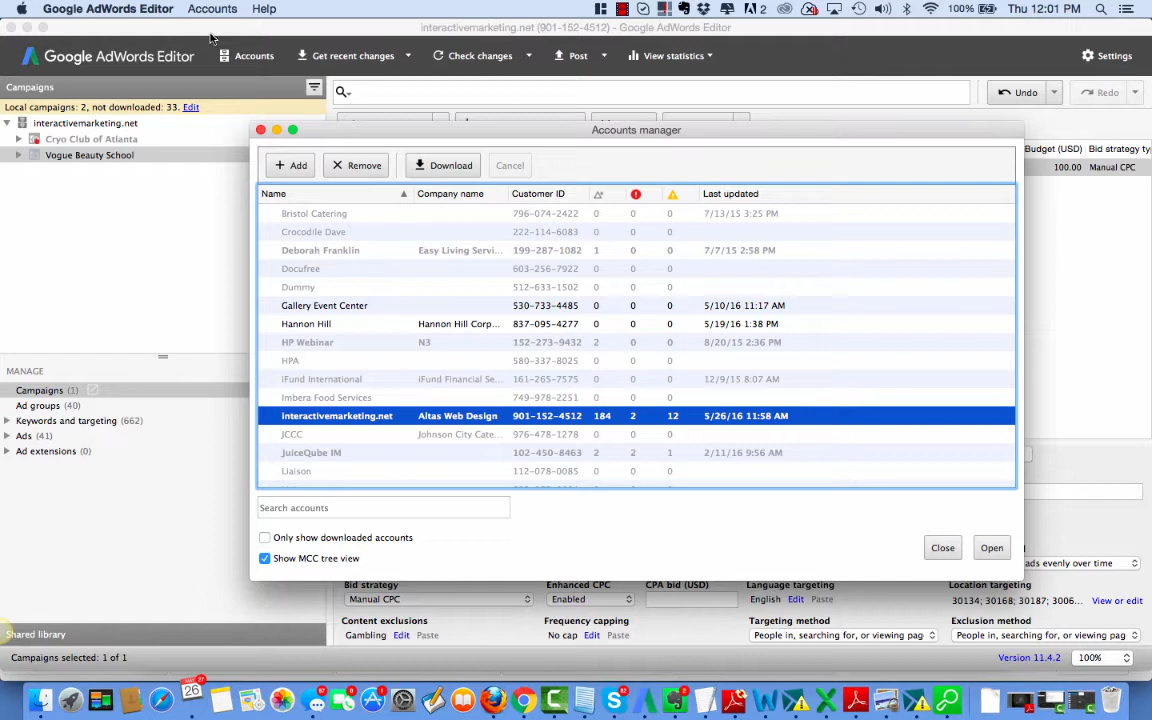 Google AdWords Editor Accounts Help
2 100% Thu 12:01 PM
interactivemarketing.net (901-152-4512) - Google AdWords Editor
Google AdWords Editor Accounts Get recent changes Check changes Post View statistics Settings
Campaigns
Undo Redo
Local campaigns: 2, not downloaded: 33. Edit
interactivemarketing.net
Cryo Club of Atlanta
Vogue Beauty School
Accounts manager
Budget (USD) Bid strategy ty
100.00 Manual CPC
Add Remove Download Cancel
Name Company name Customer ID Last updated
Bristol Catering 796-074-2422 0 0 0 7/13/15 3:25 PM
Crocodile Dave 222-114-6083 0 0 0
Deborah Franklin Easy Living Servi... 199-287-1082 1 0 0 7/7/15 2:58 PM
Docufree 603-256-7922 0 0 0
Dummy 512-633-1502 0 0 0
Gallery Event Center 530-733-4485 0 0 0 5/10/16 11:17 AM
Hannon Hill Hannon Hill Corp... 837-095-4277 0 0 0 5/19/16 1:38 PM
HP Webinar N3 152-273-9432 2 0 0 8/20/15 2:36 PM
HPA 580-337-8025 0 0 0
iFund International iFund Financial Se... 161-265-7575 0 0 0 12/9/15 8:07 AM
Imbera Food Services 749-978-2251 0 0 0
interactivemarketing.net Altas Web Design 901-152-4512 184 2 12 5/26/16 11:58 AM
JCCC Johnson City Cate... 976-478-1278 0 0 0
JuiceQube IM 102-450-8463 2 2 1 2/11/16 9:56 AM
Liaison 112-078-0085 0 0 0
MANAGE
Campaigns (1)
Ad groups (40)
Keywords and targeting (662)
Ads (41)
Ad extensions (0)
Search accounts
Only show downloaded accounts
Show MCC tree view
Close Open
ads evenly over time
Bid strategy Enhanced CPC CPA bid (USD) Language targeting Location targeting
Manual CPC Enabled English Edit Paste 30134; 30168; 30187; 3006... View or edit
Content exclusions Frequency capping Targeting method Exclusion method
Gambling Edit Paste No cap Edit Paste People in, searching for, or viewing pag People in, searching for, or viewing pag
Shared library
Campaigns selected: 1 of 1
Version 11.4.2 100%
26